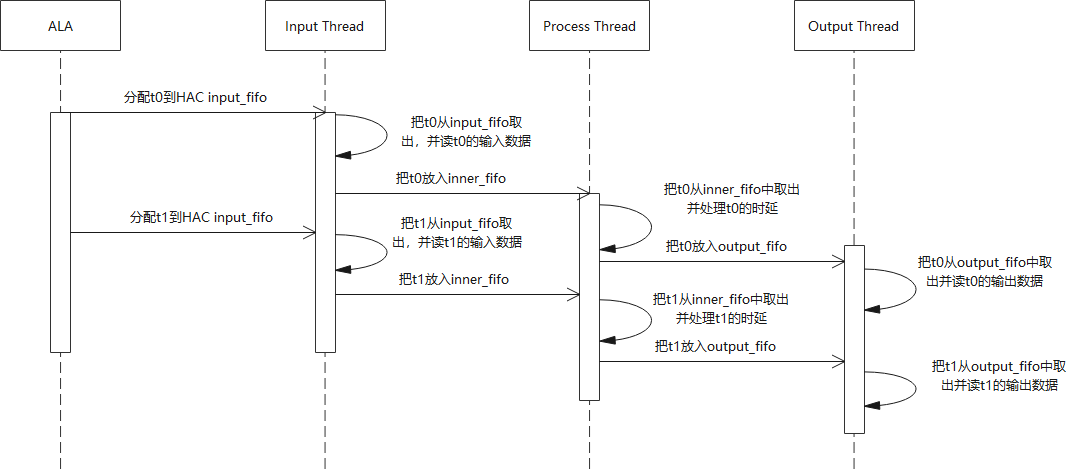 ALA
Input Thread
Process Thread
Output Thread
分配t0到HAC input_fifo
把t0从input_fifo取
出，并读t0的输入数据
把t0放入inner_fifo
把t0从inner_fifo中取出
并处理t0的时延
分配t1到HAC input_fifo
把t1从input_fifo取
出，并读t1的输入数据
把t0放入output_fifo
把t0从output_fifo中取
出并读t0的输出数据
把t1放入inner_fifo
把t1从inner_fifo中取出
并处理t1的时延
把t1放入output_fifo
把t1从output_fifo中取
出并读t1的输出数据